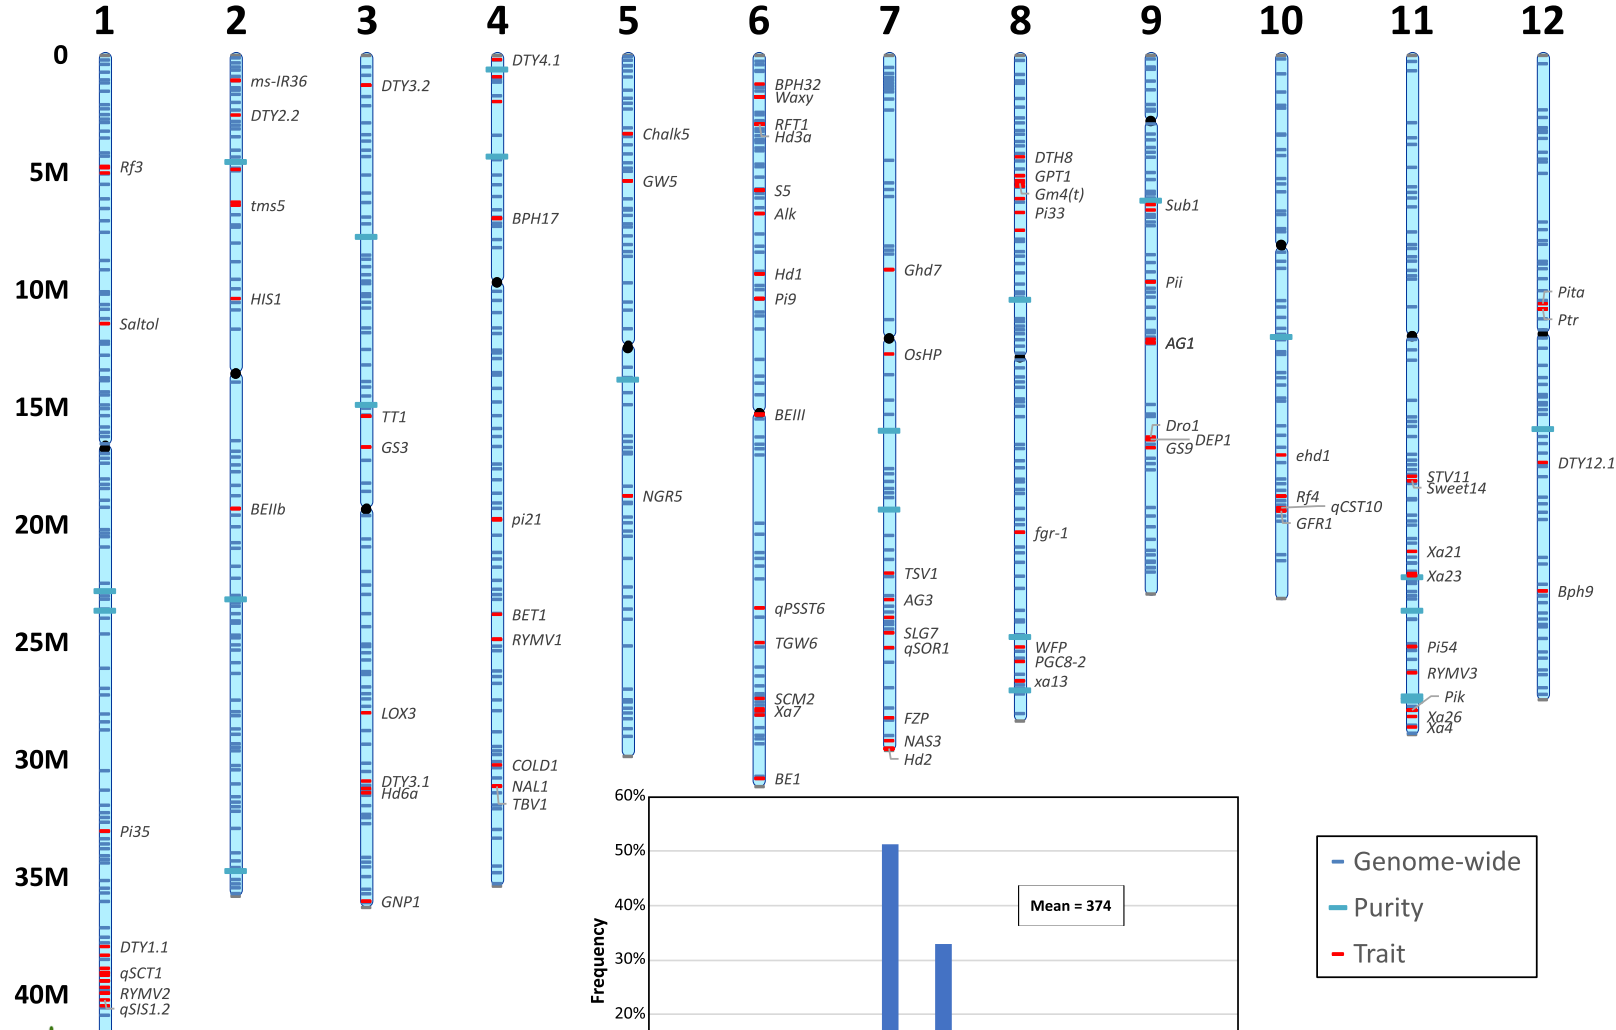 1 2 3 4 5 6 7 8 9 10 11 12
0
5M
10M
15M
20M
25M
30M
35M
40M
Rf3
Saltol
Pi35
DTY1.1
qSCT1
RYMV2
qSIS1.2
ms-IR36
DTY2.2
tms5
HIS1
BEIIb
DTY3.2
TT1
GS3
LOX3
DTY3.1
Hd6a
GNP1
DTY4.1
BPH17
pi21
BET1
RYMV1
COLD1
NAL1
TBV1
Chalk5
GW5
NGR5
BPH32
Waxy
RFT1
Hd3a
S5
Alk
Hd1
Pi9
BEIII
qPSST6
TGW6
SCM2
Xa7
BE1
Ghd7
OsHP
TSV1
AG3
SLG7
qSOR1
FZP
NAS3
Hd2
DTH8
GPT1
Gm4(t)
Pi33
fgr-1
WFP
PGC8-2
xa13
Sub1
Pii
AG1
Dro1
DEP1
GS9
ehd1
Rf4
qCST10
GFR1
STV11
Sweet14
Xa21
Xa23
Pi54
RYMV3
Pik
Xa26
Xa4
Pita
Ptr
DTY12.1
Bph9
60%
50%
40%
30%
20%
Frequency
Mean = 374
Genome-wide
Purity
Trait